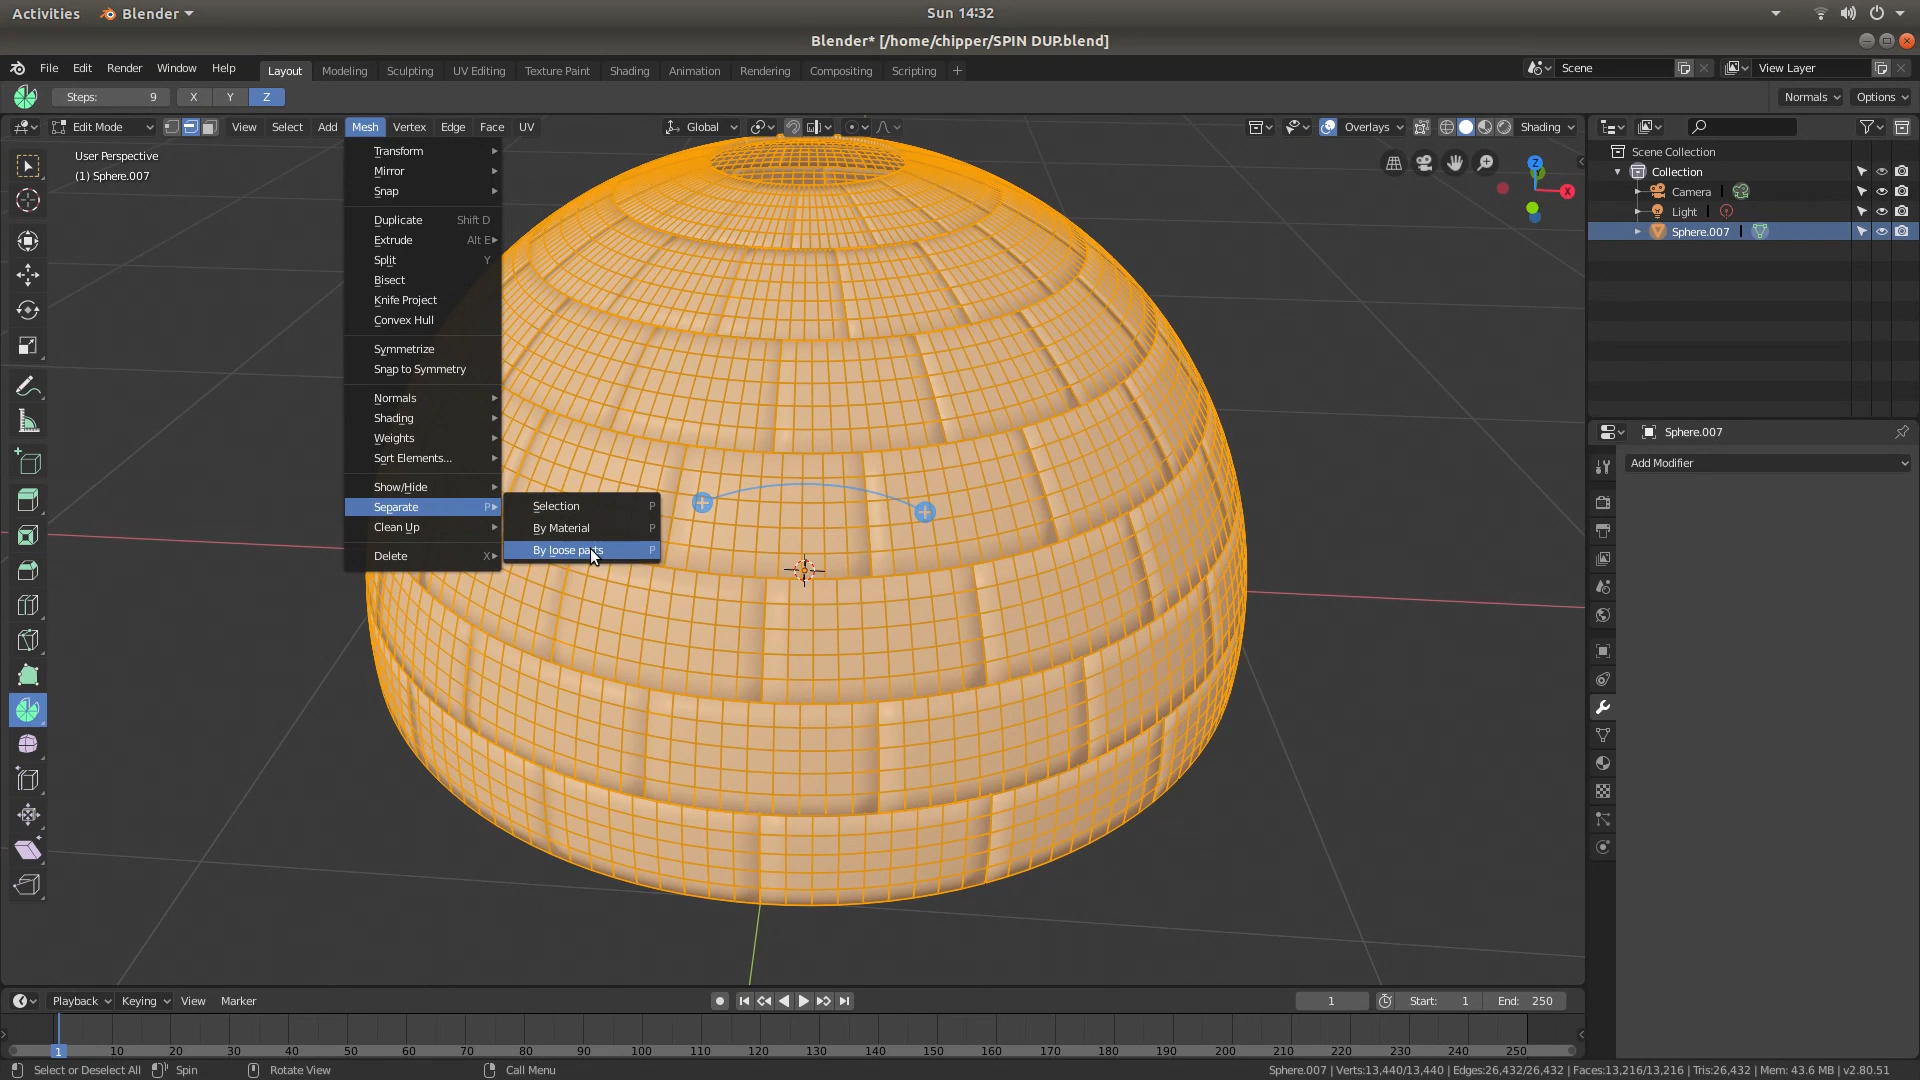 Activities Blender Sun 14:32
Blender* [/home/chipper/SPIN DUP.blend]
File Edit Render Window Help Layout Modeling Sculpting UV Editing Texture Paint Shading Animation Rendering Compositing Scripting Scene View Layer
Steps: 9 X Y Z Normals Options
Edit Mode View Select Add Mesh Vertex Edge Face UV Global Overlays Shading
User Perspective
(1) Sphere.007
Transform
Mirror
Snap
Duplicate Shift D
Extrude Alt E
Split Y
Bisect
Knife Project
Convex Hull
Symmetrize
Snap to Symmetry
Normals
Shading
Weights
Sort Elements...
Show/Hide
Separate P
Clean Up
Delete X
Selection P
By Material P
By loose parts P
Z
X
Scene Collection
Collection
Camera
Light
Sphere.007
Sphere.007
Add Modifier
Playback Keying View Marker 1 Start: 1 End: 250
1 10 20 30 40 50 60 70 80 90 100 110 120 130 140 150 160 170 180 190 200 210 220 230 240 250
Select or Deselect All Spin Rotate View Call Menu Sphere.007 | Verts:13,440/13,440 | Edges:26,432/26,432 | Faces:13,216/13,216 | Tris:26,432 | Mem: 43.6 MB | v2.80.51